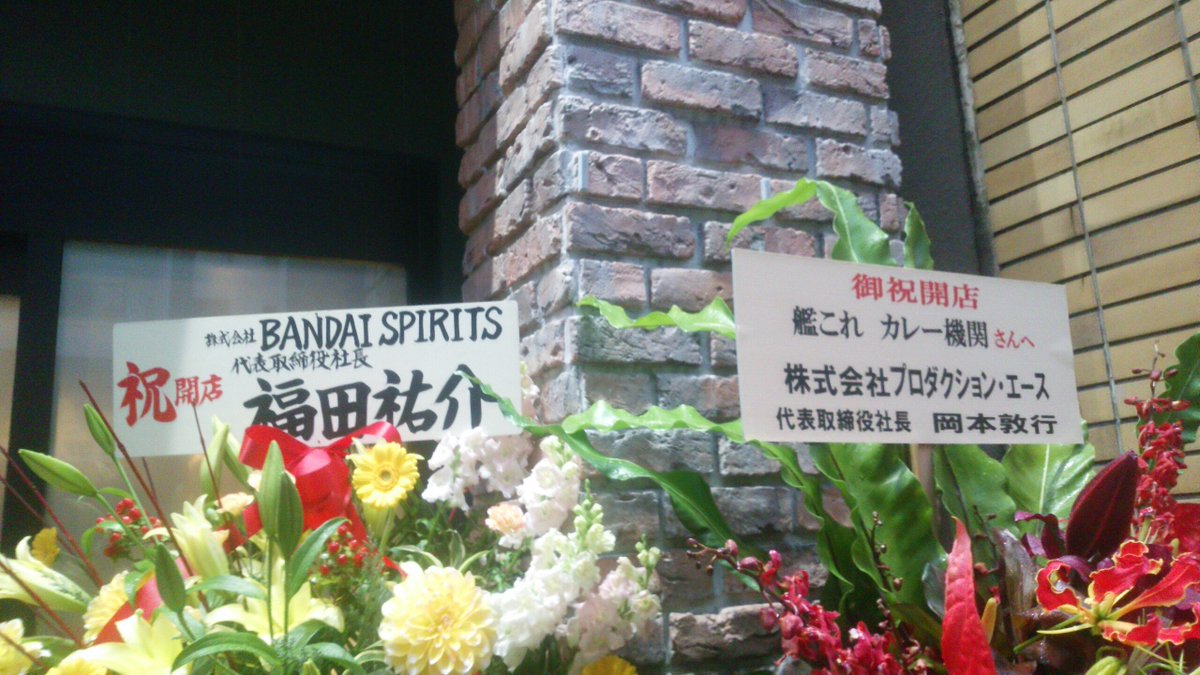 祝開店
株式会社 BANDAI SPIRITS
代表取締役社長
福田祐介
御祝開店
艦これ カレー機関さんへ
株式会社プロダクション・エース
代表取締役社長 岡本敦行